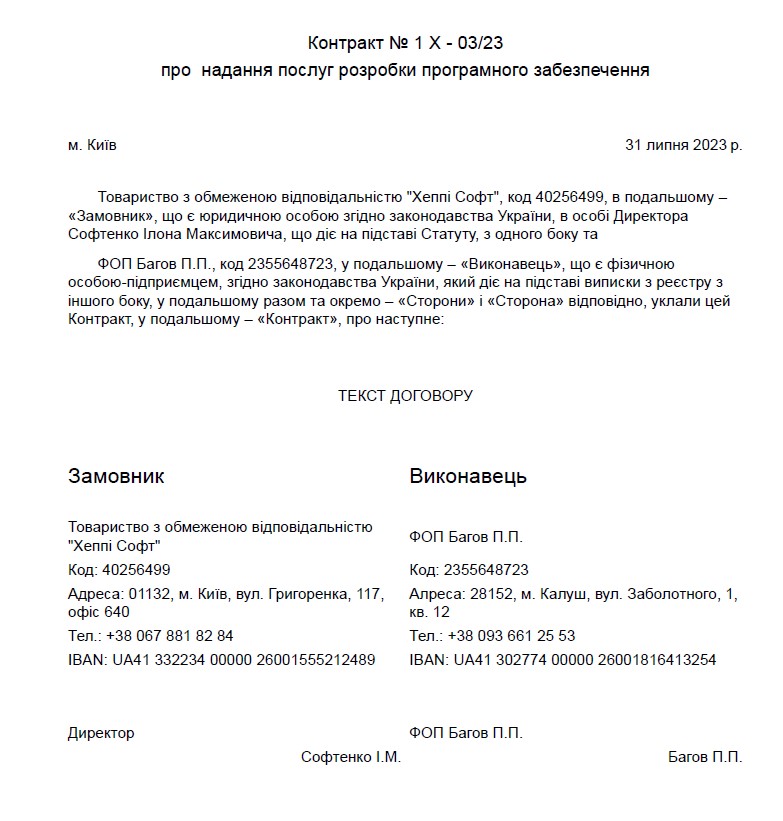 Контракт № 1 Х - 03/23
про надання послуг розробки програмного забезпечення
м. Київ 31 липня 2023 р.
Товариство з обмеженою відповідальністю "Хеппі Софт", код 40256499, в подальшому –
«Замовник», що є юридичною особою згідно законодавства України, в особі Директора
Софтенко Ілона Максимовича, що діє на підставі Статуту, з одного боку та
ФОП Багов П.П., код 2355648723, у подальшому – «Виконавець», що є фізичною
особою-підприємцем, згідно законодавства України, який діє на підставі виписки з реєстру з
іншого боку, у подальшому разом та окремо – «Сторони» і «Сторона» відповідно, уклали цей
Контракт, у подальшому – «Контракт», про наступне:
ТЕКСТ ДОГОВОРУ
Замовник
Товариство з обмеженою відповідальністю
"Хеппі Софт"
Код: 40256499
Адреса: 01132, м. Київ, вул. Григоренка, 117,
офіс 640
Тел.: +38 067 881 82 84
IBAN: UA41 332234 00000 26001555212489
Директор
Софтенко І.М.
Виконавець
ФОП Багов П.П.
Код: 2355648723
Алреса: 28152, м. Калуш, вул. Заболотного, 1,
кв. 12
Тел.: +38 093 661 25 53
IBAN: UA41 302774 00000 26001816413254
ФОП Багов П.П.
Багов П.П.